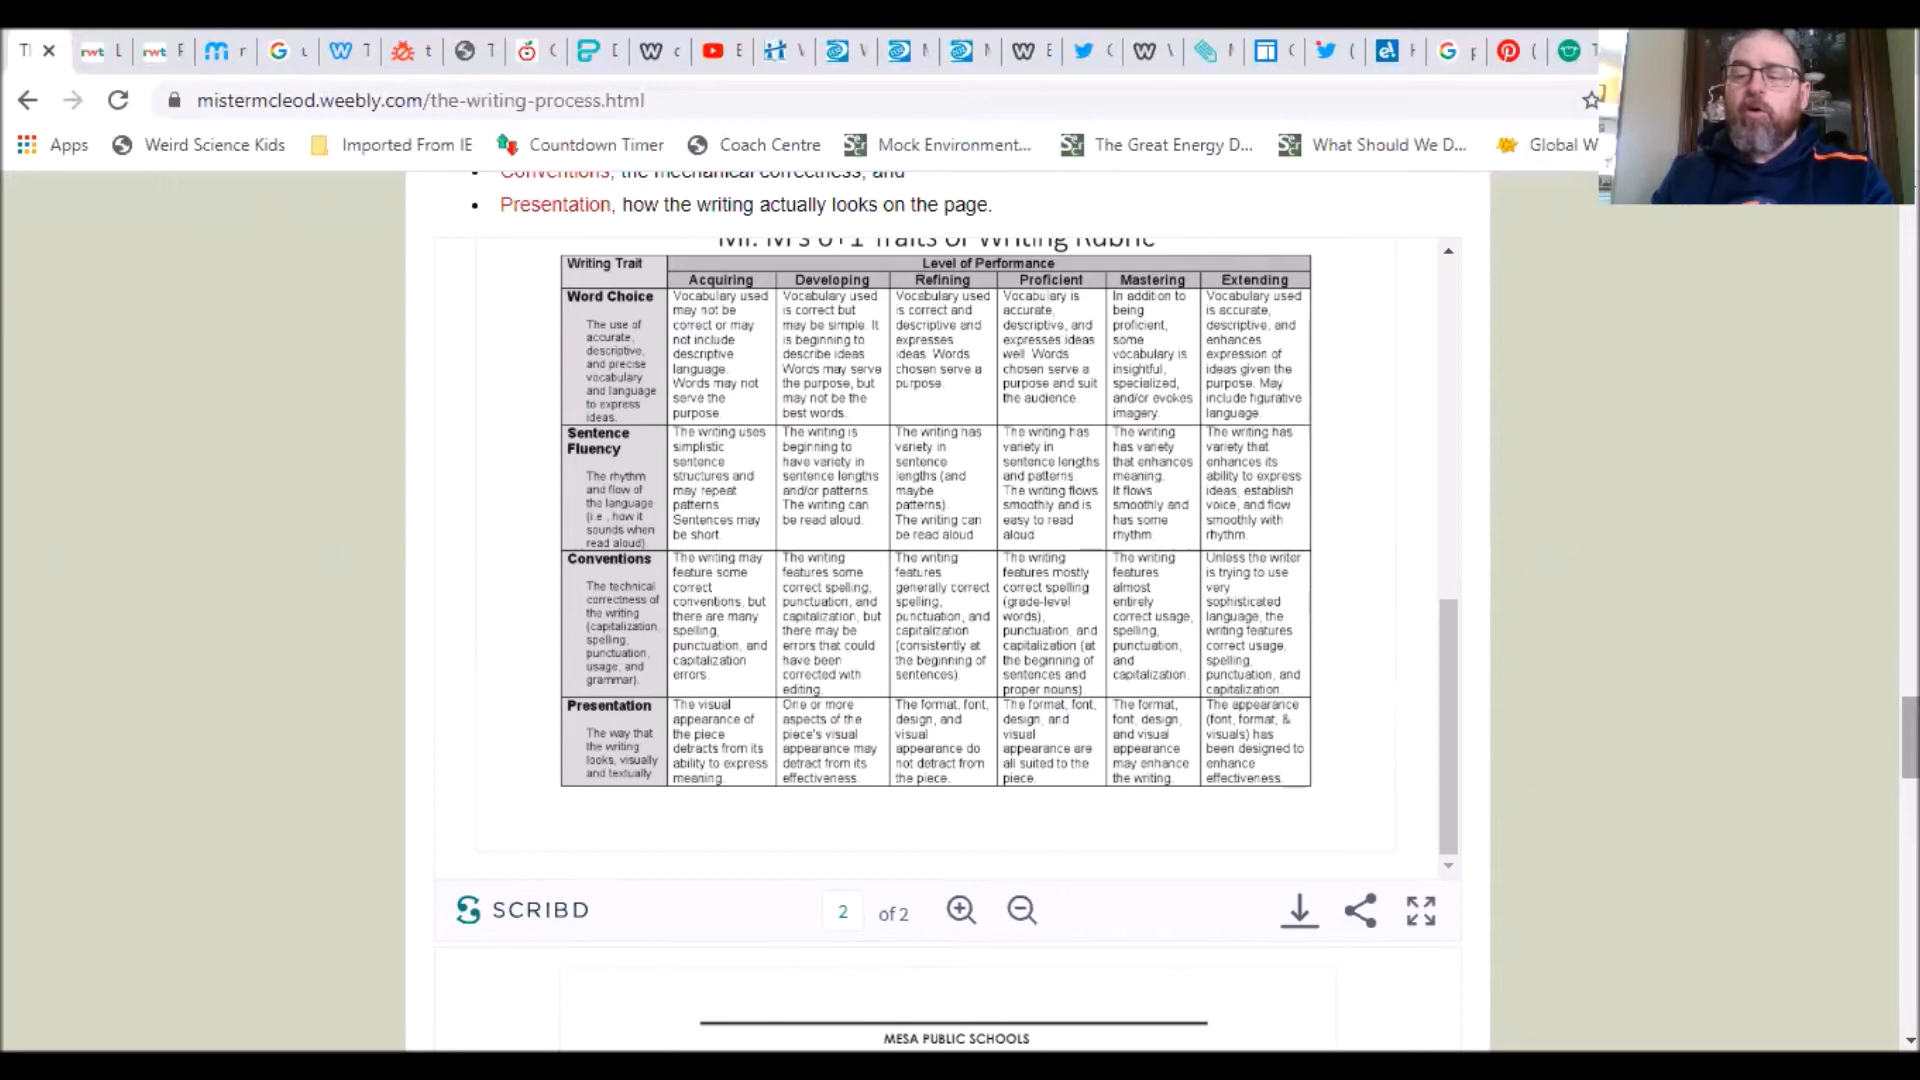 mistermcleod.weebly.com/the-writing-process.html
Apps Weird Science Kids Imported From IE Countdown Timer Coach Centre Mock Environment... The Great Energy D... What Should We D... Global W
Conventions, the mechanical correctness, and
Presentation, how the writing actually looks on the page.
Mr. M's 6+1 Traits of Writing Rubric
Writing Trait
Level of Performance
Acquiring Developing Refining Proficient Mastering Extending
Word Choice
The use of
accurate,
descriptive,
and precise
vocabulary
and language
to express
ideas.
Vocabulary used
may not be
correct or may
not include
descriptive
language.
Words may not
serve the
purpose.
Vocabulary used
is correct but
may be simple. It
is beginning to
describe ideas
Words may serve
the purpose, but
may not be the
best words.
Vocabulary used
is correct and
descriptive and
expresses
ideas. Words
chosen serve a
purpose.
Vocabulary is
accurate,
descriptive, and
expresses ideas
well. Words
chosen serve a
purpose and suit
the audience.
In addition to
being
proficient,
some
vocabulary is
insightful,
specialized,
and/or evokes
imagery.
Vocabulary used
is accurate,
descriptive, and
enhances
expression of
ideas given the
purpose. May
include figurative
language.
Sentence
Fluency
The rhythm
and flow of
the language
(i.e., how it
sounds when
read aloud).
The writing uses
simplistic
sentence
structures and
may repeat
patterns
Sentences may
be short.
The writing is
beginning to
have variety in
sentence lengths
and/or patterns
The writing can
be read aloud.
The writing has
variety in
sentence
lengths (and
maybe
patterns).
The writing can
be read aloud
The writing has
variety in
sentence lengths
and patterns.
The writing flows
smoothly and is
easy to read
aloud.
The writing
has variety
that enhances
meaning.
It flows
smoothly and
has some
rhythm.
The writing has
variety that
enhances its
ability to express
ideas, establish
voice, and flow
smoothly with
rhythm.
Conventions
The technical
correctness of
the writing
(capitalization,
spelling,
punctuation,
usage, and
grammar).
The writing may
feature some
correct
conventions, but
there are many
spelling,
punctuation, and
capitalization
errors.
The writing
features some
correct spelling,
punctuation, and
capitalization, but
there may be
errors that could
have been
corrected with
editing.
The writing
features
generally correct
spelling,
punctuation, and
capitalization
(consistently at
the beginning of
sentences).
The writing
features mostly
correct spelling
(grade-level
words),
punctuation, and
capitalization (at
the beginning of
sentences and
proper nouns).
The writing
features
almost
entirely
correct usage,
spelling,
punctuation,
and
capitalization.
Unless the writer
is trying to use
very
sophisticated
language, the
writing features
correct usage,
spelling,
punctuation, and
capitalization.
Presentation
The way that
the writing
looks, visually
and textually
The visual
appearance of
the piece
detracts from its
ability to express
meaning.
One or more
aspects of the
piece's visual
appearance may
detract from its
effectiveness.
The format, font,
design, and
visual
appearance do
not detract from
the piece.
The format, font,
design, and
visual
appearance are
all suited to the
piece.
The format,
font, design,
and visual
appearance
may enhance
the writing.
The appearance
(font, format, &
visuals) has
been designed to
enhance
effectiveness.
SCRIBD 2 of 2
MESA PUBLIC SCHOOLS